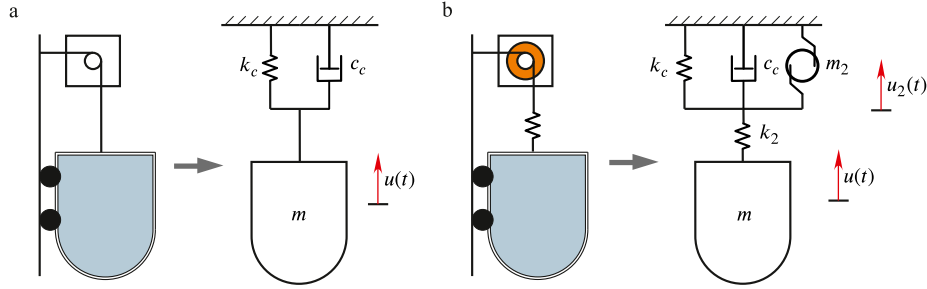 a
k_c
c_c
m
u(t)
b
k_c
c_c
m_2
u_2(t)
k_2
m
u(t)